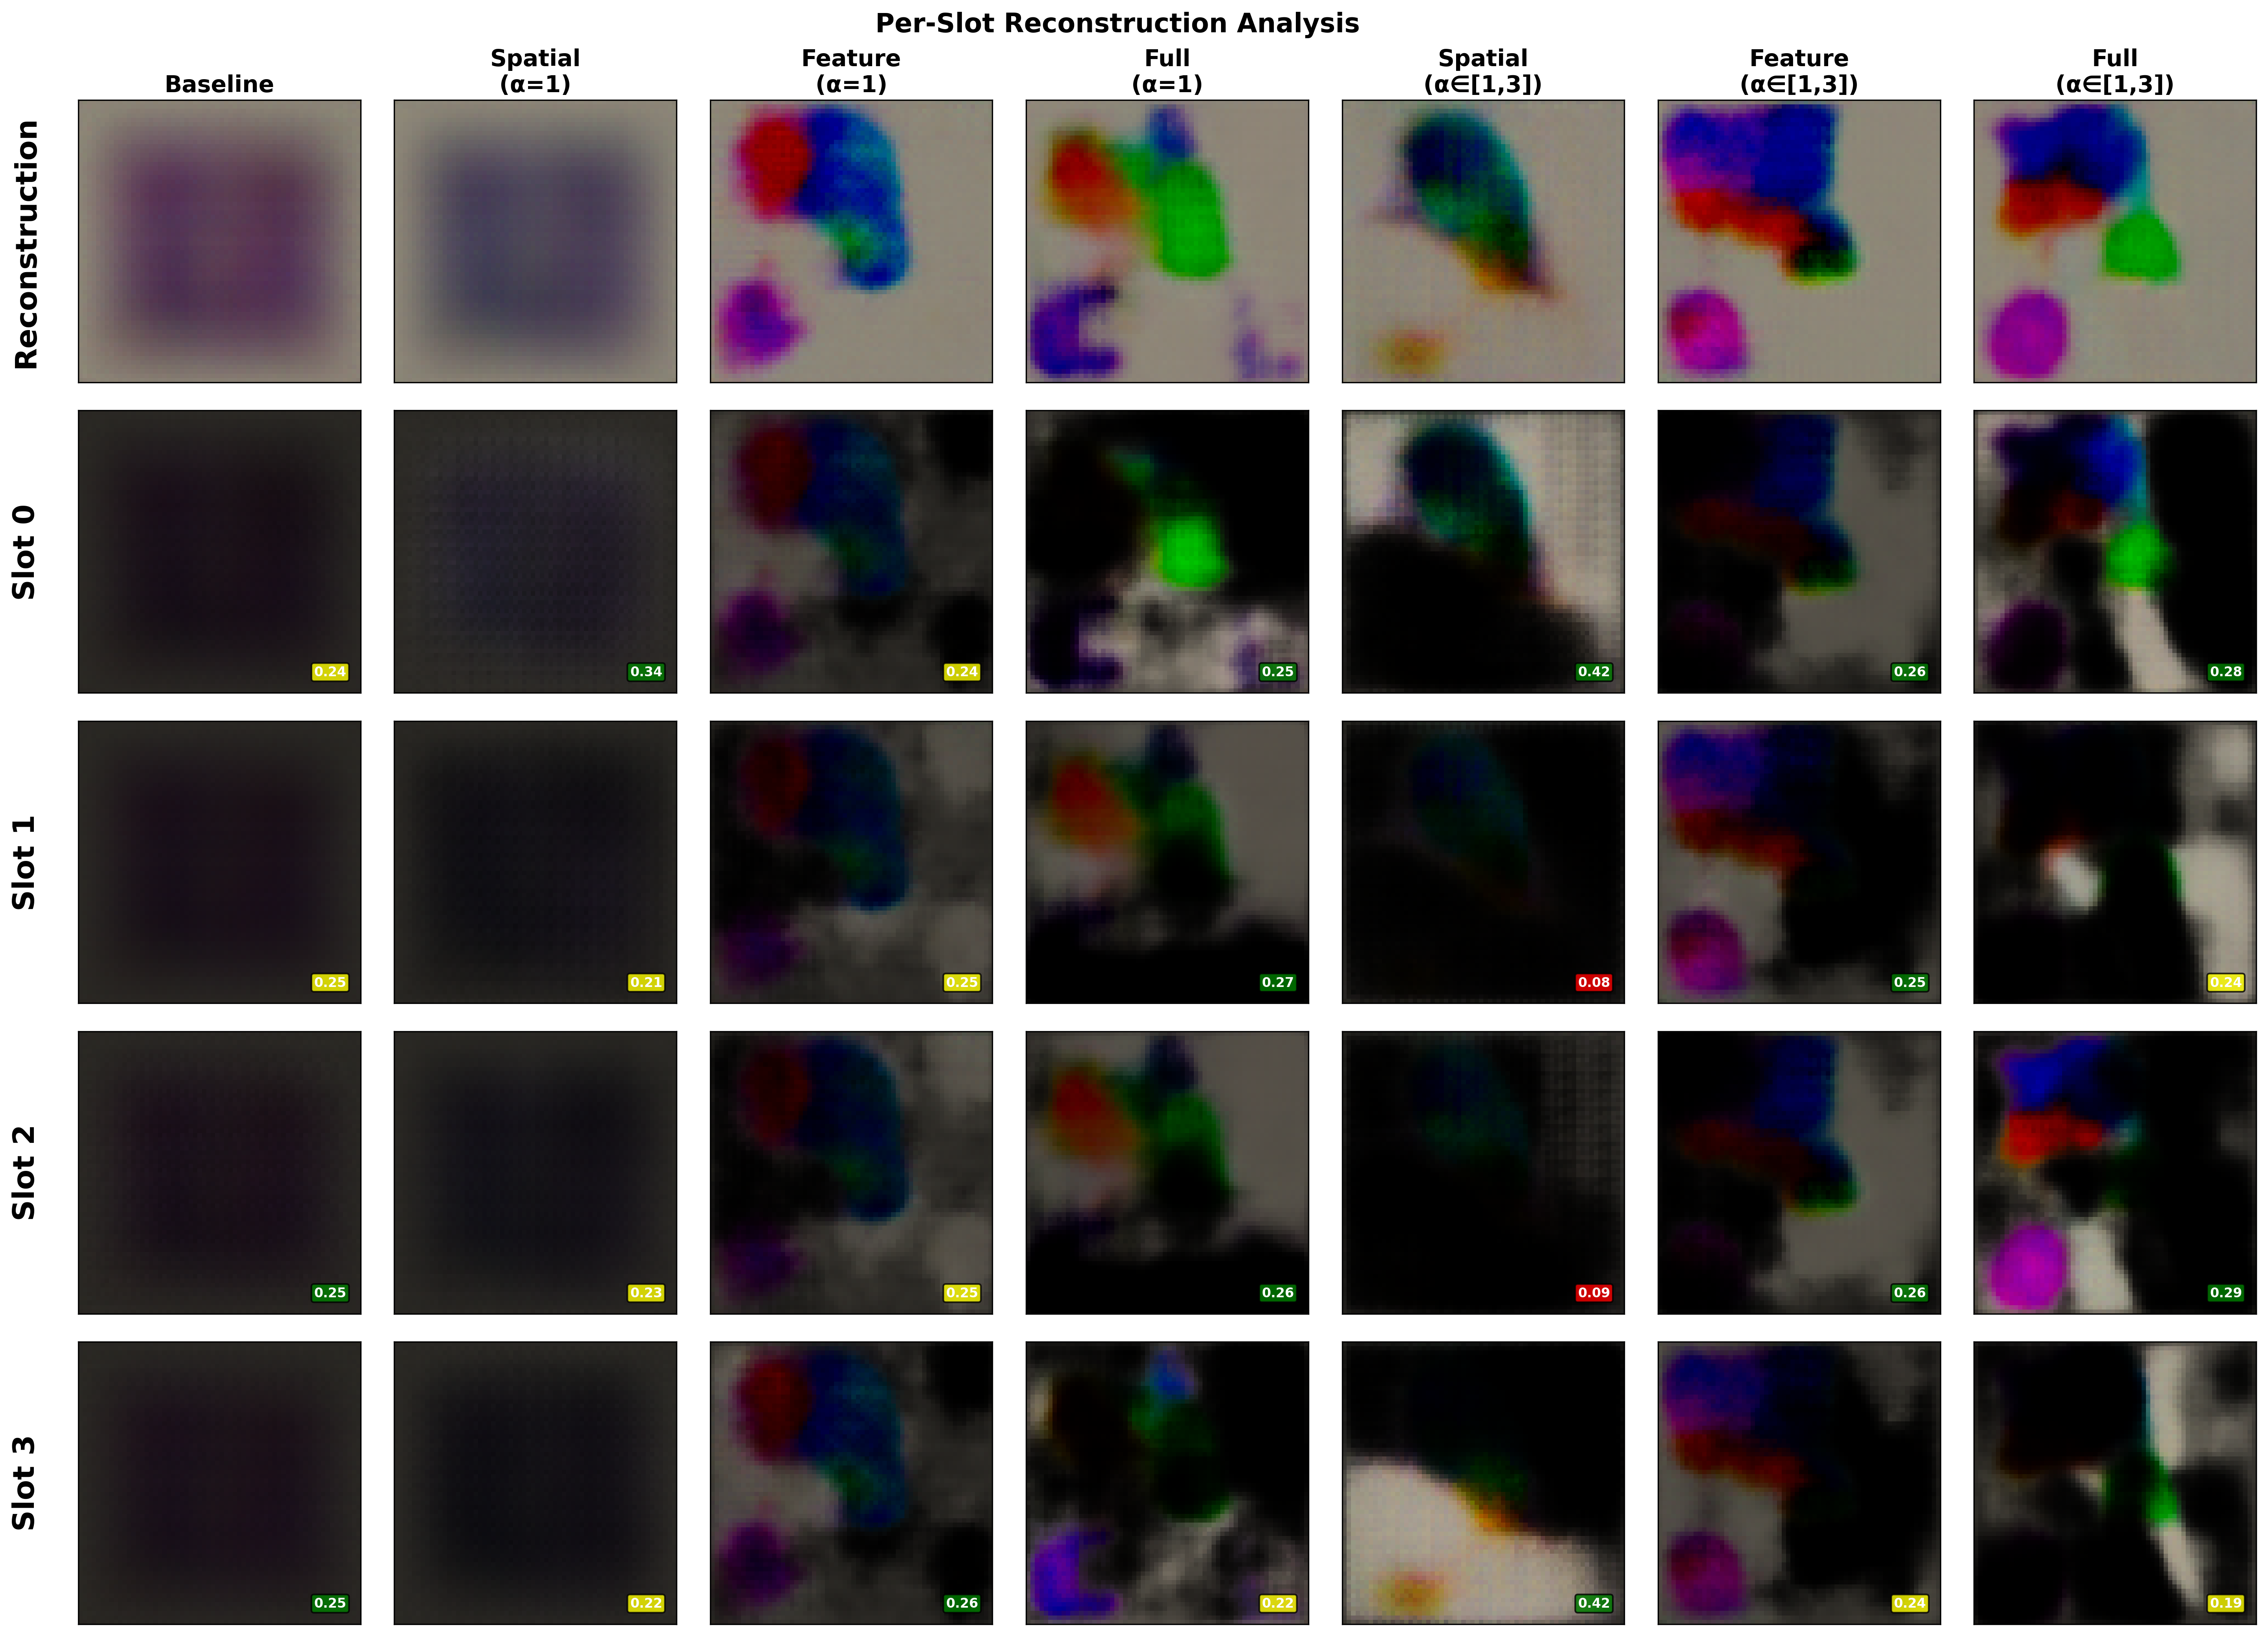 Per-Slot Reconstruction Analysis
Baseline
Spatial
(α=1)
Feature
(α=1)
Full
(α=1)
Spatial
(α∈[1,3])
Feature
(α∈[1,3])
Full
(α∈[1,3])
Reconstruction
Slot 0
0.24
0.34
0.24
0.25
0.42
0.26
0.28
Slot 1
0.25
0.21
0.25
0.27
0.08
0.25
0.24
Slot 2
0.25
0.23
0.25
0.26
0.09
0.26
0.29
Slot 3
0.25
0.22
0.26
0.22
0.42
0.24
0.19